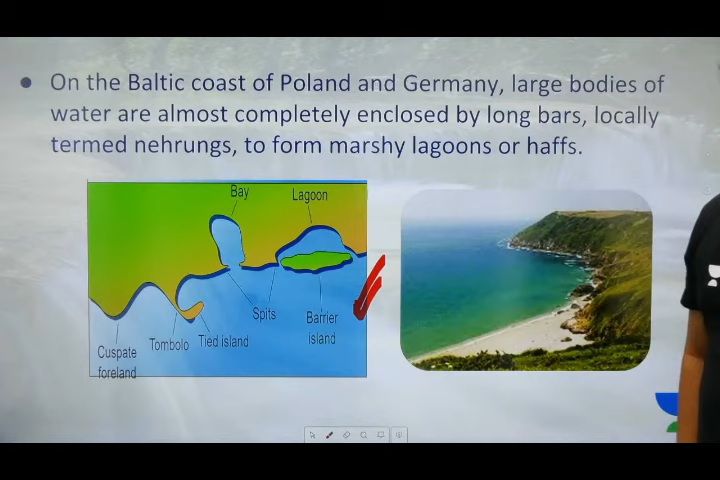 On the Baltic coast of Poland and Germany, large bodies of
water are almost completely enclosed by long bars, locally
termed nehrungs, to form marshy lagoons or haffs.
Bay
Lagoon
Spits
Barrier
island
Tombolo
Tied island
Cuspate
foreland